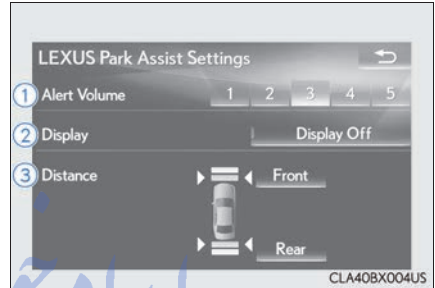 LEXUS Park Assist Settings
1 Alert Volume 1 2 3 4 5
2 Display Display Off
3 Distance Front
Rear
CLA40BX004US